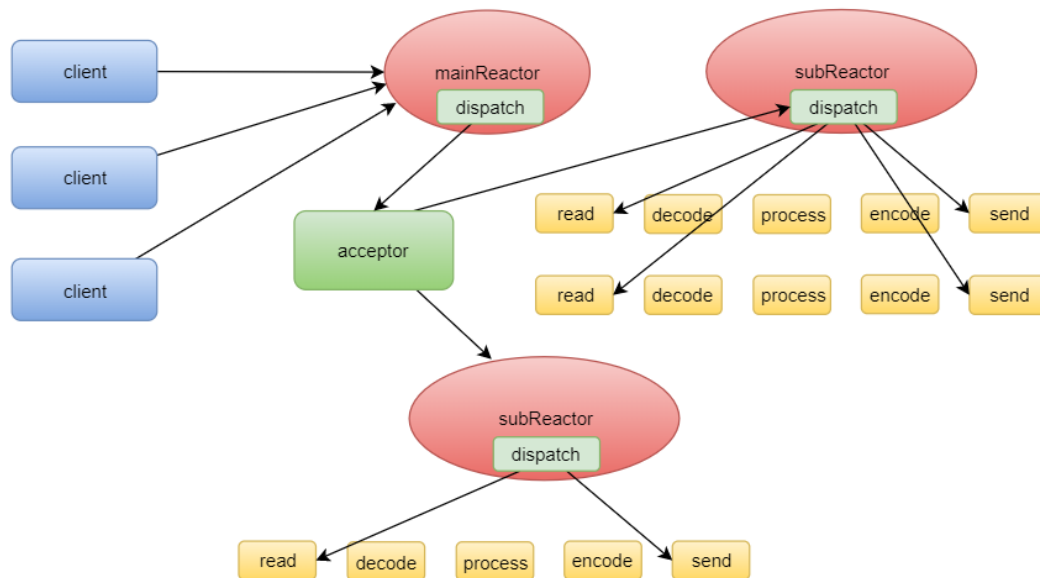 client
mainReactor
dispatch
subReactor
dispatch
client
read
decode
process
encode
send
acceptor
client
read
decode
process
encode
send
subReactor
dispatch
read
decode
process
encode
send